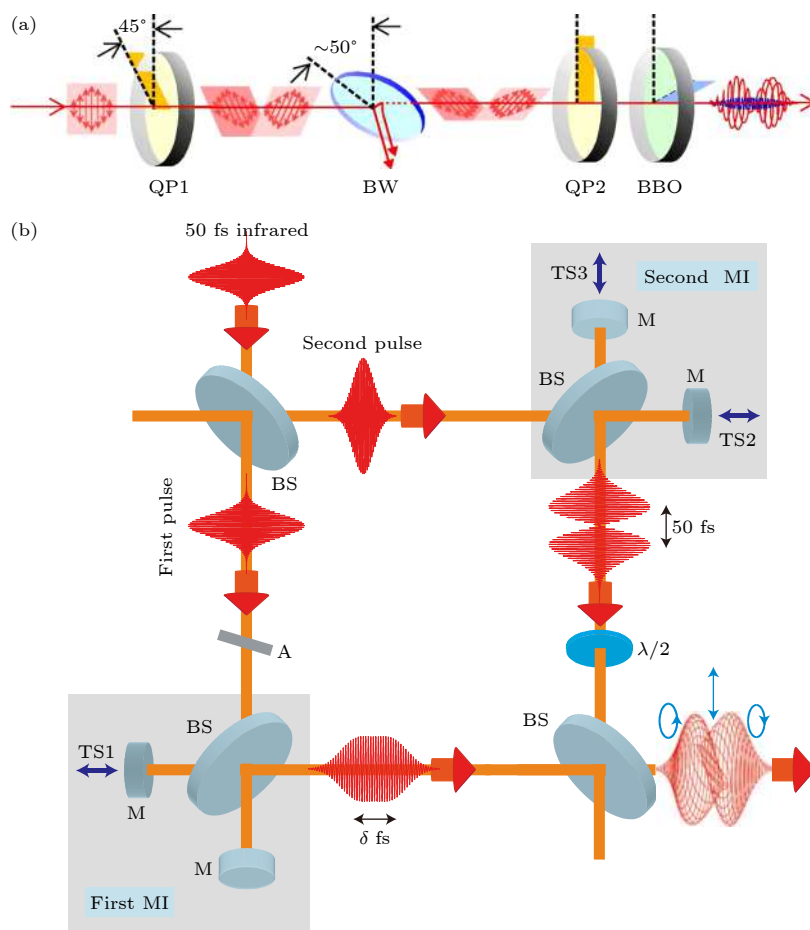 (a)
45°
~50°
QP1
BW
QP2
BBO
(b)
50 fs infrared
TS3
Second MI
M
Second pulse
BS
M
TS2
BS
First pulse
50 fs
A
λ/2
BS
BS
TS1
M
δ fs
M
First MI